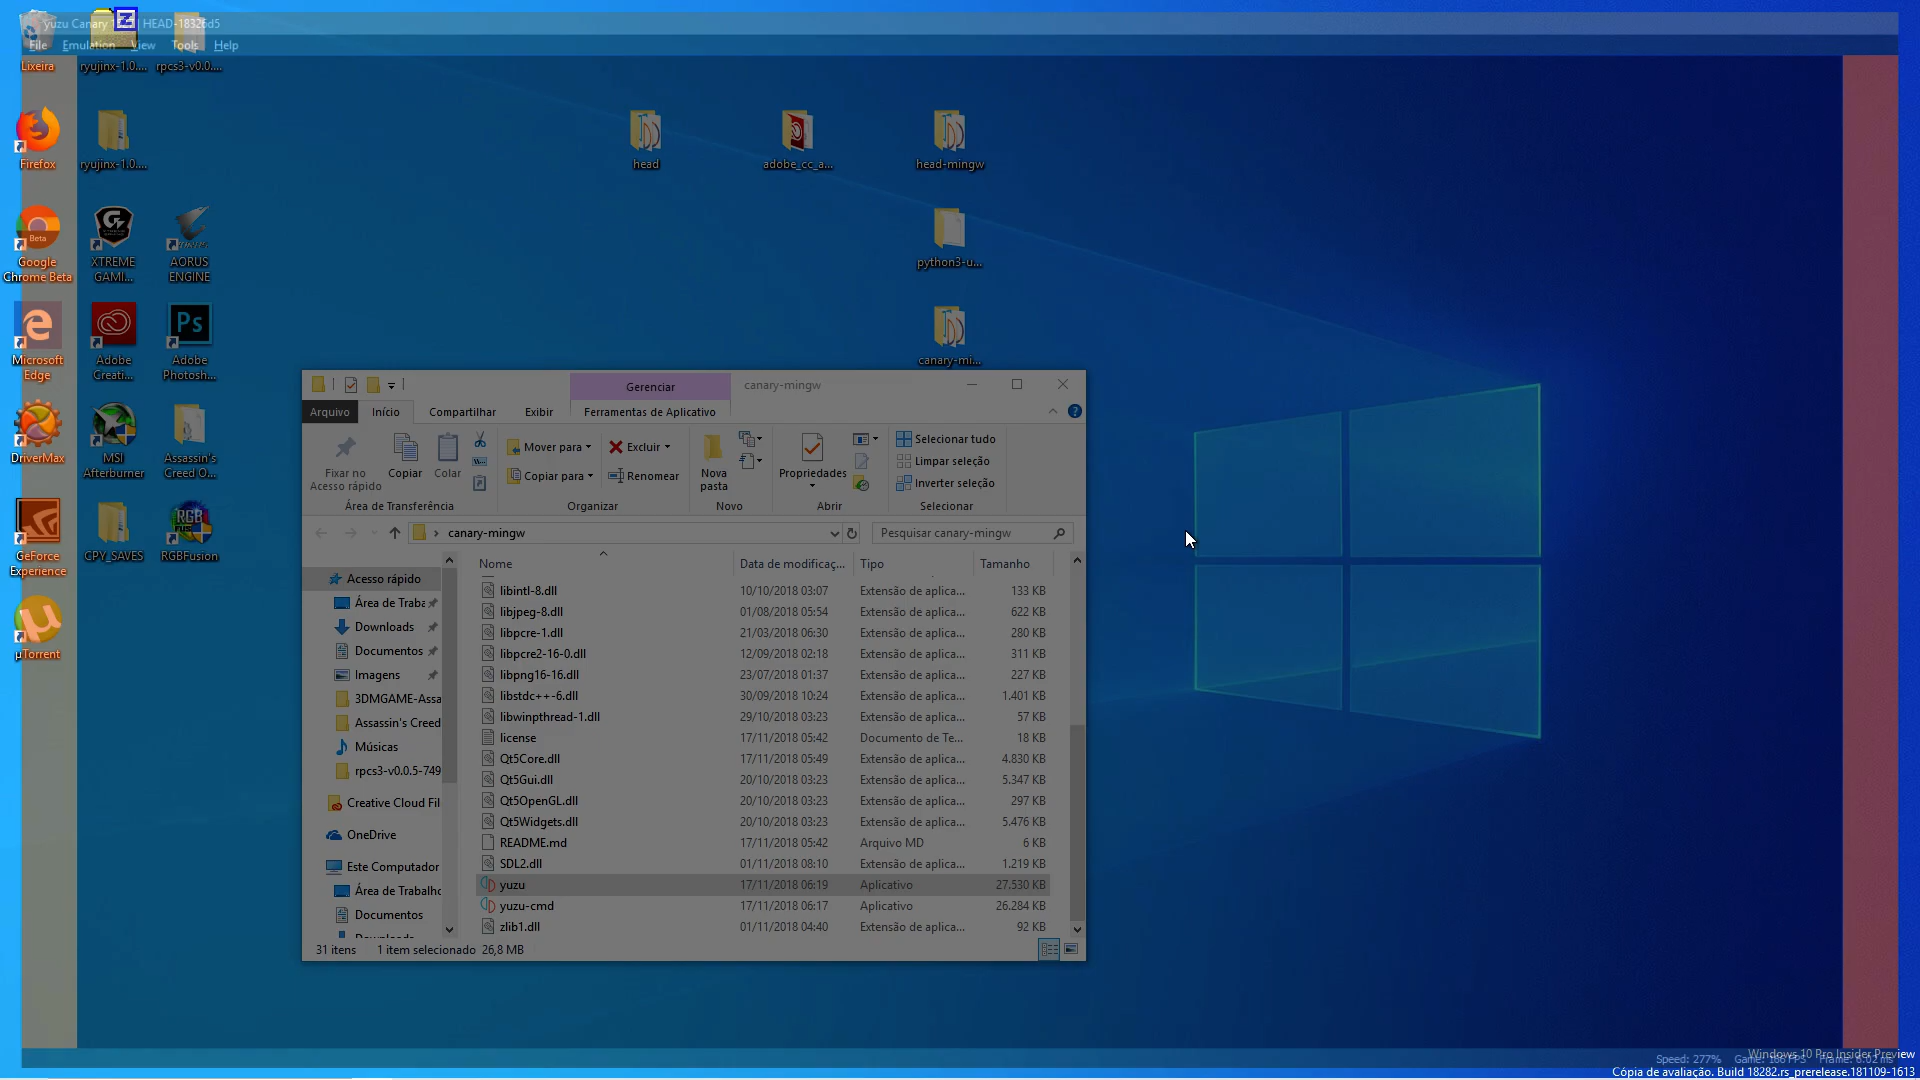 yuzu Canary HEAD-18326d5
File Emulation View Tools Help
Lixeira
ryujinx-1.0....
rpcs3-v0.0....
Firefox
ryujinx-1.0....
head
adobe_cc_a...
head-mingw
Beta
Google
Chrome Beta
XTREME
GAMI...
AORUS
ENGINE
python3-u...
Microsoft
Edge
Adobe
Creati...
Ps
Adobe
Photosh...
canary-mi...
DriverMax
MSI
Afterburner
Assassin's
Creed O...
GeForce
Experience
CPY_SAVES
RGB
RGBFusion
µTorrent
Gerenciar
canary-mingw
Arquivo Início Compartilhar Exibir Ferramentas de Aplicativo
Fixar no
Acesso rápido
Copiar
Colar
Área de Transferência
Mover para
Copiar para
Excluir
Renomear
Organizar
Nova
pasta
Novo
Propriedades
Abrir
Selecionar tudo
Limpar seleção
Inverter seleção
Selecionar
canary-mingw
Pesquisar canary-mingw
Acesso rápido
Área de Traba
Downloads
Documentos
Imagens
3DMGAME-Assa
Assassin's Creed
Músicas
rpcs3-v0.0.5-749
Creative Cloud Fil
OneDrive
Este Computador
Área de Trabalho
Documentos
Downloads
Nome Data de modificaç... Tipo Tamanho
libintl-8.dll 10/10/2018 03:07 Extensão de aplica... 133 KB
libjpeg-8.dll 01/08/2018 05:54 Extensão de aplica... 622 KB
libpcre-1.dll 21/03/2018 06:30 Extensão de aplica... 280 KB
libpcre2-16-0.dll 12/09/2018 02:18 Extensão de aplica... 311 KB
libpng16-16.dll 23/07/2018 01:37 Extensão de aplica... 227 KB
libstdc++-6.dll 30/09/2018 10:24 Extensão de aplica... 1.401 KB
libwinpthread-1.dll 29/10/2018 03:23 Extensão de aplica... 57 KB
license 17/11/2018 05:42 Documento de Te... 18 KB
Qt5Core.dll 17/11/2018 05:49 Extensão de aplica... 4.830 KB
Qt5Gui.dll 20/10/2018 03:23 Extensão de aplica... 5.347 KB
Qt5OpenGL.dll 20/10/2018 03:23 Extensão de aplica... 297 KB
Qt5Widgets.dll 20/10/2018 03:23 Extensão de aplica... 5.476 KB
README.md 17/11/2018 05:42 Arquivo MD 6 KB
SDL2.dll 01/11/2018 08:10 Extensão de aplica... 1.219 KB
yuzu 17/11/2018 06:19 Aplicativo 27.530 KB
yuzu-cmd 17/11/2018 06:17 Aplicativo 26.284 KB
zlib1.dll 01/11/2018 04:40 Extensão de aplica... 92 KB
31 itens 1 item selecionado 26,8 MB
Speed: 277% Game:
Windows 10 Pro Insider Preview
Cópia de avaliação. Build 18282.rs_prerelease.181109-1613